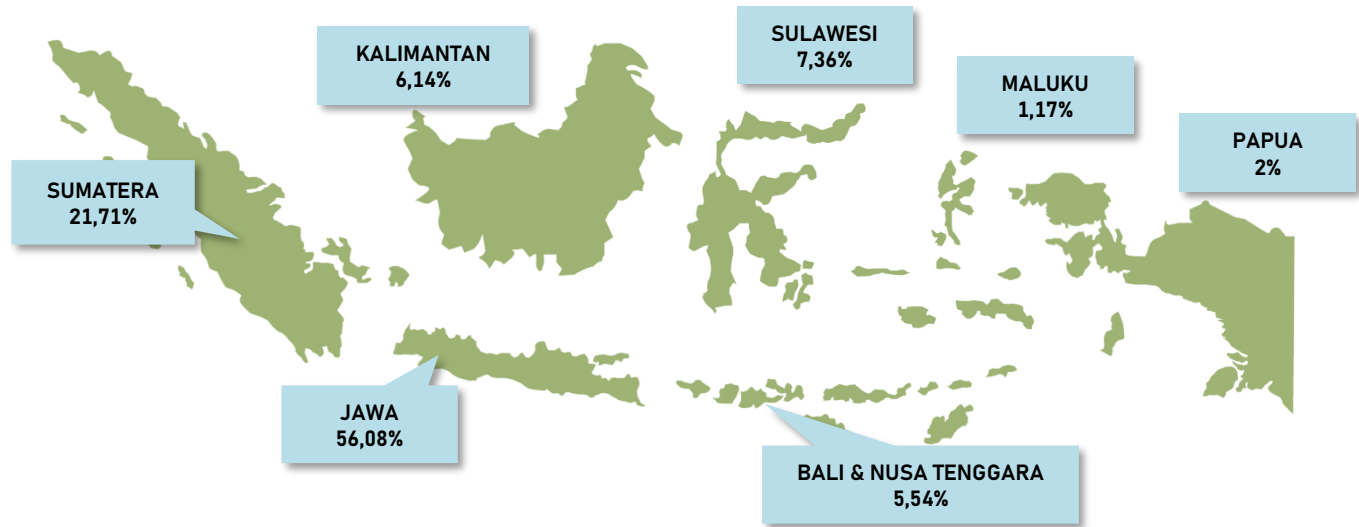 SULAWESI
7,36%
KALIMANTAN
6,14%
MALUKU
1,17%
PAPUA
2%
SUMATERA
21,71%
JAWA
56,08%
BALI & NUSA TENGGARA
5,54%